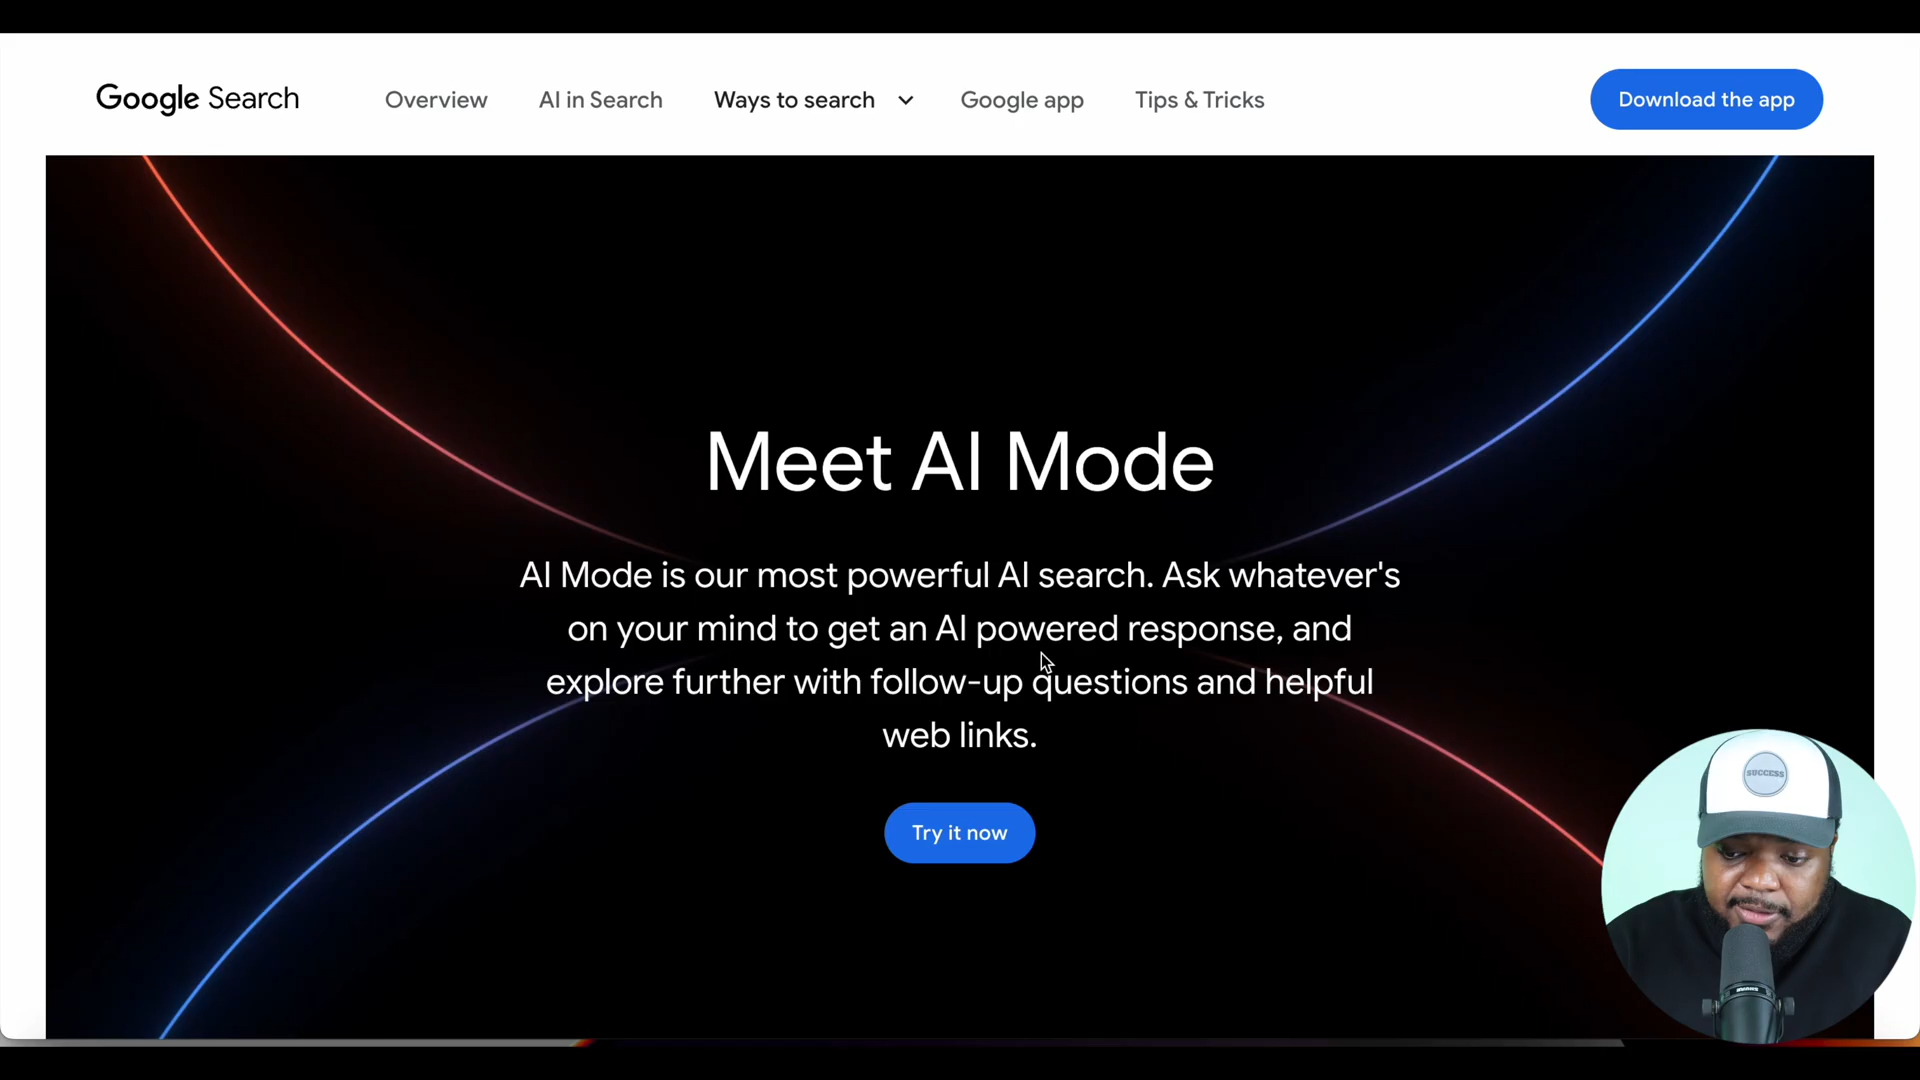 Google Search
Overview
AI in Search
Ways to search
Google app
Tips & Tricks
Download the app
Meet AI Mode
AI Mode is our most powerful AI search. Ask whatever's
on your mind to get an AI powered response, and
explore further with follow-up questions and helpful
web links.
Try it now
SUCCESS
SHURE